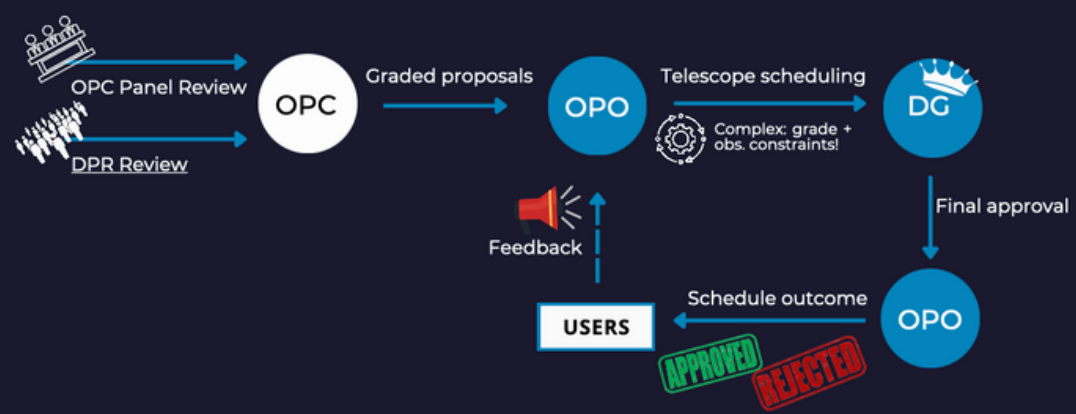 OPC Panel Review
DPR Review
OPC
Graded proposals
OPO
Telescope scheduling
Complex: grade +
obs. constraints!
DG
Final approval
OPO
Schedule outcome
APPROVED
REJECTED
USERS
Feedback